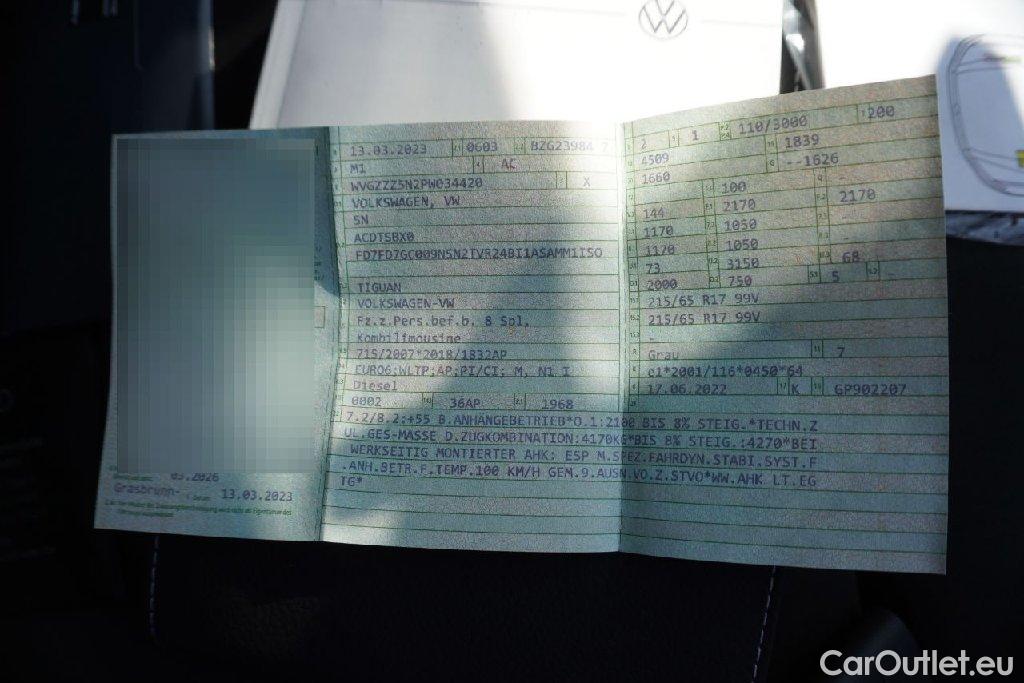 13.03.2023 0603 BZG23984 7
M1 AC
WVGZZZ5N2PW034420 X
VOLKSWAGEN, VW
5N
ACDTSBX0
FD7FD7GC009N5N2TVR24BI1ASAMM1ISO
TIGUAN
VOLKSWAGEN-VW
Fz.z.Pers.bef.b. 8 Spl,
Kombilimousine
715/2007*2018/1832AP
EURO6;WLTP;AP;PI/CI; M, N1 I
Diesel
0002 36AP 1968
2 1 110/3000 200
4509 1839
1660 --1626
100
144 2170 2170
1170 1050 -
1170 1050 -
73 3150 68
2000 750 5 -
215/65 R17 99V
215/65 R17 99V
-
Grau 7
e1*2001/116*0450*64
17.06.2022 K GP902207
7.2/8.2:+55 B.ANHANGEBETRIEB*O.1:2100 BIS 8% STEIG.*TECHN.Z
UL.GES-MASSE D.ZUGKOMBINATION:4170KG*BIS 8% STEIG.:4270*BEI
WERKSEITIG MONTIERTER AHK: ESP M.SPEZ.FAHRDYN.STABI.SYST.F
.ANH.BETR.F.TEMP.100 KM/H GEM.9.AUSN.VO.Z.STVO*WW.AHK LT.EG
TG*
03.2026
Grasbrunn- 13.03.2023
CarOutlet.eu